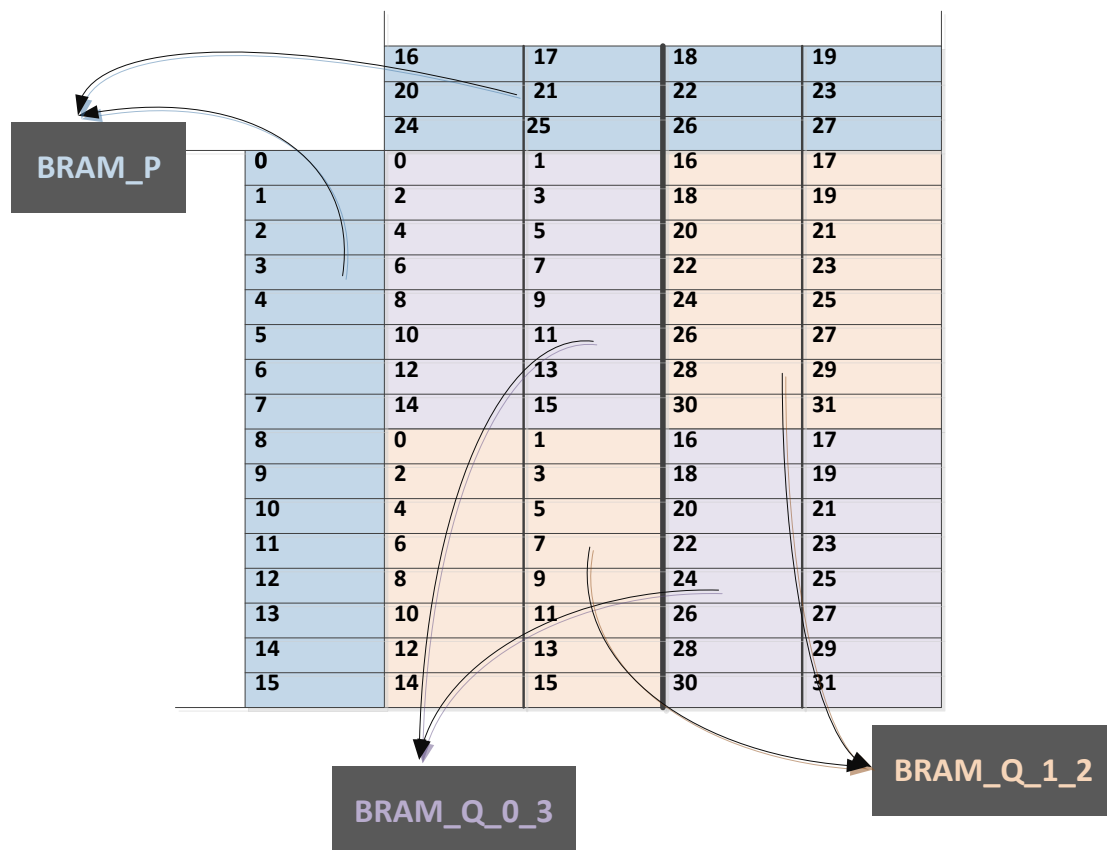 16 17 18 19
20 21 22 23
24 25 26 27
BRAM_P
0 0 1 16 17
1 2 3 18 19
2 4 5 20 21
3 6 7 22 23
4 8 9 24 25
5 10 11 26 27
6 12 13 28 29
7 14 15 30 31
8 0 1 16 17
9 2 3 18 19
10 4 5 20 21
11 6 7 22 23
12 8 9 24 25
13 10 11 26 27
14 12 13 28 29
15 14 15 30 31
BRAM_Q_1_2
BRAM_Q_0_3